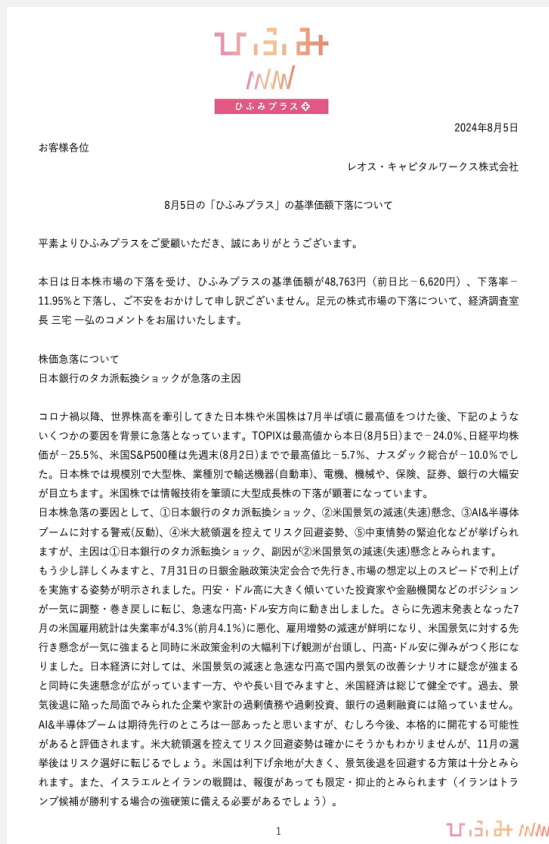 ひふみ
ひふみプラス
2024年8月5日
お客様各位
レオス・キャピタルワークス株式会社
8月5日の「ひふみプラス」の基準価額下落について
平素よりひふみプラスをご愛顧いただき、誠にありがとうございます。
本日は日本株市場の下落を受け、ひふみプラスの基準価額が48,763円（前日比－6,620円）、下落率－
11.95%と下落し、ご不安をおかけして申し訳ございません。足元の株式市場の下落について、経済調査室
長 三宅 一弘のコメントをお届けいたします。
株価急落について
日本銀行のタカ派転換ショックが急落の主因
コロナ禍以降、世界株高を牽引してきた日本株や米国株は7月半ば頃に最高値をつけた後、下記のような
いくつかの要因を背景に急落となっています。TOPIXは最高値から本日(8月5日)まで－24.0%、日経平均株
価が－25.5%、米国S&P500種は先週末(8月2日)までで最高値比－5.7%、ナスダック総合が－10.0%でし
た。日本株では規模別で大型株、業種別で輸送機器(自動車)、電機、機械や、保険、証券、銀行の大幅安
が目立ちます。米国株では情報技術を筆頭に大型成長株の下落が顕著になっています。
日本株急落の要因として、①日本銀行のタカ派転換ショック、②米国景気の減速(失速)懸念、③AI&半導体
ブームに対する警戒(反動)、④米大統領選を控えてリスク回避姿勢、⑤中東情勢の緊迫化などが挙げられ
ますが、主因は①日本銀行のタカ派転換ショック、副因が②米国景気の減速(失速)懸念とみられます。
もう少し詳しくみますと、7月31日の日銀金融政策決定会合で先行き、市場の想定以上のスピードで利上げ
を実施する姿勢が明示されました。円安・ドル高に大きく傾いていた投資家や金融機関などのポジション
が一気に調整・巻き戻しに転じ、急速な円高・ドル安方向に動き出しました。さらに先週末発表となった7
月の米国雇用統計は失業率が4.3%(前月4.1%)に悪化、雇用増勢の減速が鮮明になり、米国景気に対する先
行き懸念が一気に強まると同時に米政策金利の大幅利下げ観測が台頭し、円高・ドル安に弾みがつく形にな
りました。日本経済に対しては、米国景気の減速と急速な円高で国内景気の改善シナリオに疑念が強まる
と同時に失速懸念が広がっています一方、やや長い目でみますと、米国経済は総じて健全です。過去、景
気後退に陥った局面でみられた企業や家計の過剰債務や過剰投資、銀行の過剰融資には陥っていません。
AI&半導体ブームは期待先行のところは一部あったと思いますが、むしろ今後、本格的に開花する可能性
があると評価されます。米大統領選を控えてリスク回避姿勢は確かにそうかもわかりませんが、11月の選
挙後はリスク選好に転じるでしょう。米国は利下げ余地が大きく、景気後退を回避する方策は十分とみら
れます。また、イスラエルとイランの戦闘は、報復があっても限定・抑止的とみられます（イランはトラ
ンプ候補が勝利する場合の強硬策に備える必要があるでしょう）。
1
ひふみ